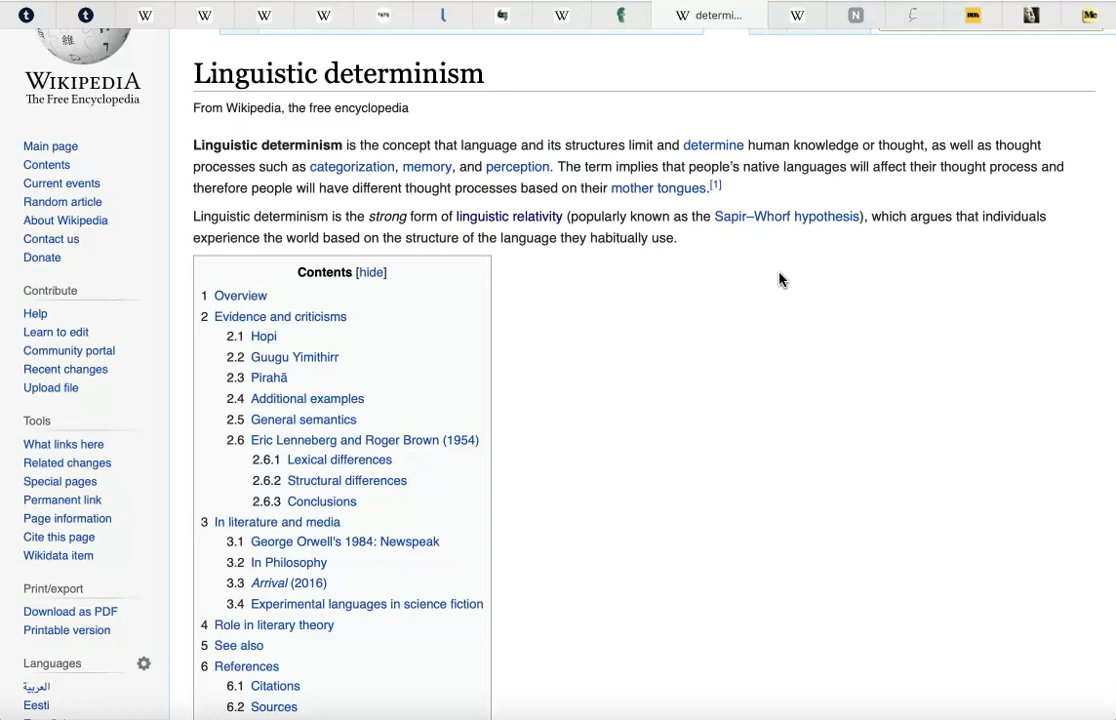 determi...
WIKIPEDIA
The Free Encyclopedia
Main page
Contents
Current events
Random article
About Wikipedia
Contact us
Donate
Contribute
Help
Learn to edit
Community portal
Recent changes
Upload file
Tools
What links here
Related changes
Special pages
Permanent link
Page information
Cite this page
Wikidata item
Print/export
Download as PDF
Printable version
Languages
العربية
Eesti
Linguistic determinism
From Wikipedia, the free encyclopedia
Linguistic determinism is the concept that language and its structures limit and determine human knowledge or thought, as well as thought
processes such as categorization, memory, and perception. The term implies that people's native languages will affect their thought process and
therefore people will have different thought processes based on their mother tongues.[1]
Linguistic determinism is the strong form of linguistic relativity (popularly known as the Sapir–Whorf hypothesis), which argues that individuals
experience the world based on the structure of the language they habitually use.
Contents [hide]
1 Overview
2 Evidence and criticisms
2.1 Hopi
2.2 Guugu Yimithirr
2.3 Pirahã
2.4 Additional examples
2.5 General semantics
2.6 Eric Lenneberg and Roger Brown (1954)
2.6.1 Lexical differences
2.6.2 Structural differences
2.6.3 Conclusions
3 In literature and media
3.1 George Orwell's 1984: Newspeak
3.2 In Philosophy
3.3 Arrival (2016)
3.4 Experimental languages in science fiction
4 Role in literary theory
5 See also
6 References
6.1 Citations
6.2 Sources